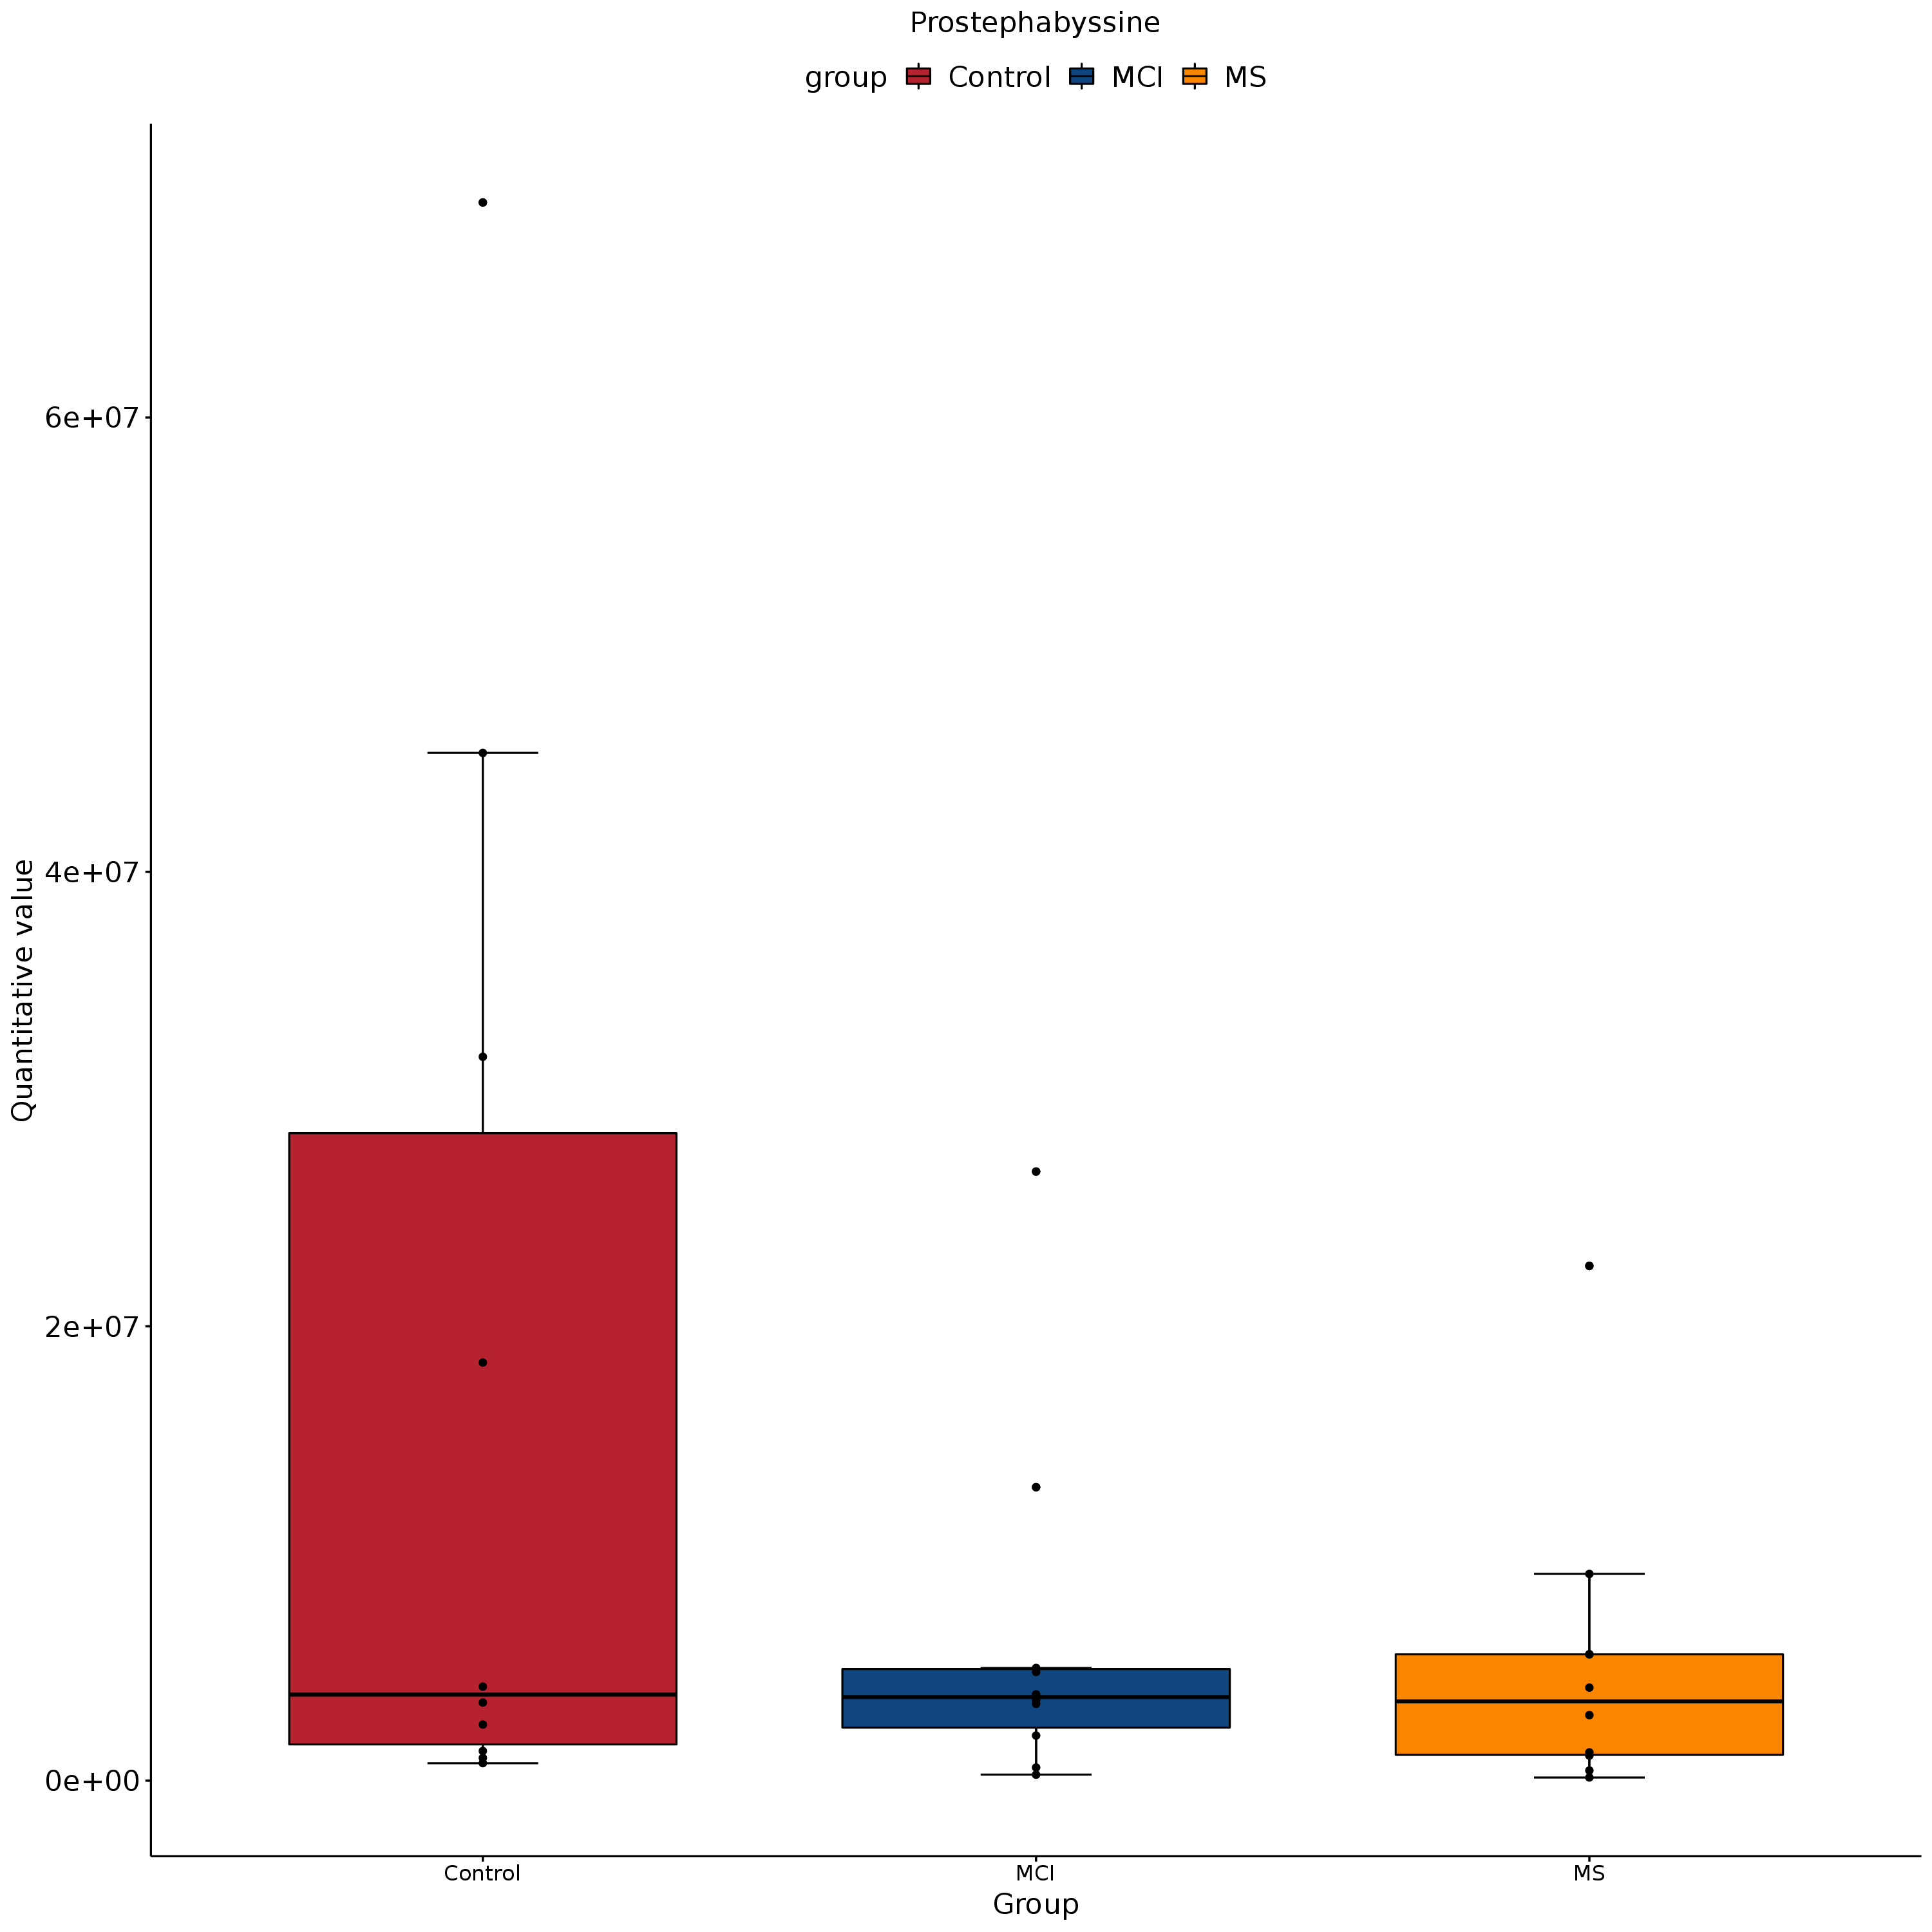 Prostephabyssine
group Control MCI MS
6e+07
4e+07
2e+07
0e+00
Quantitative value
Control MCI MS
Group